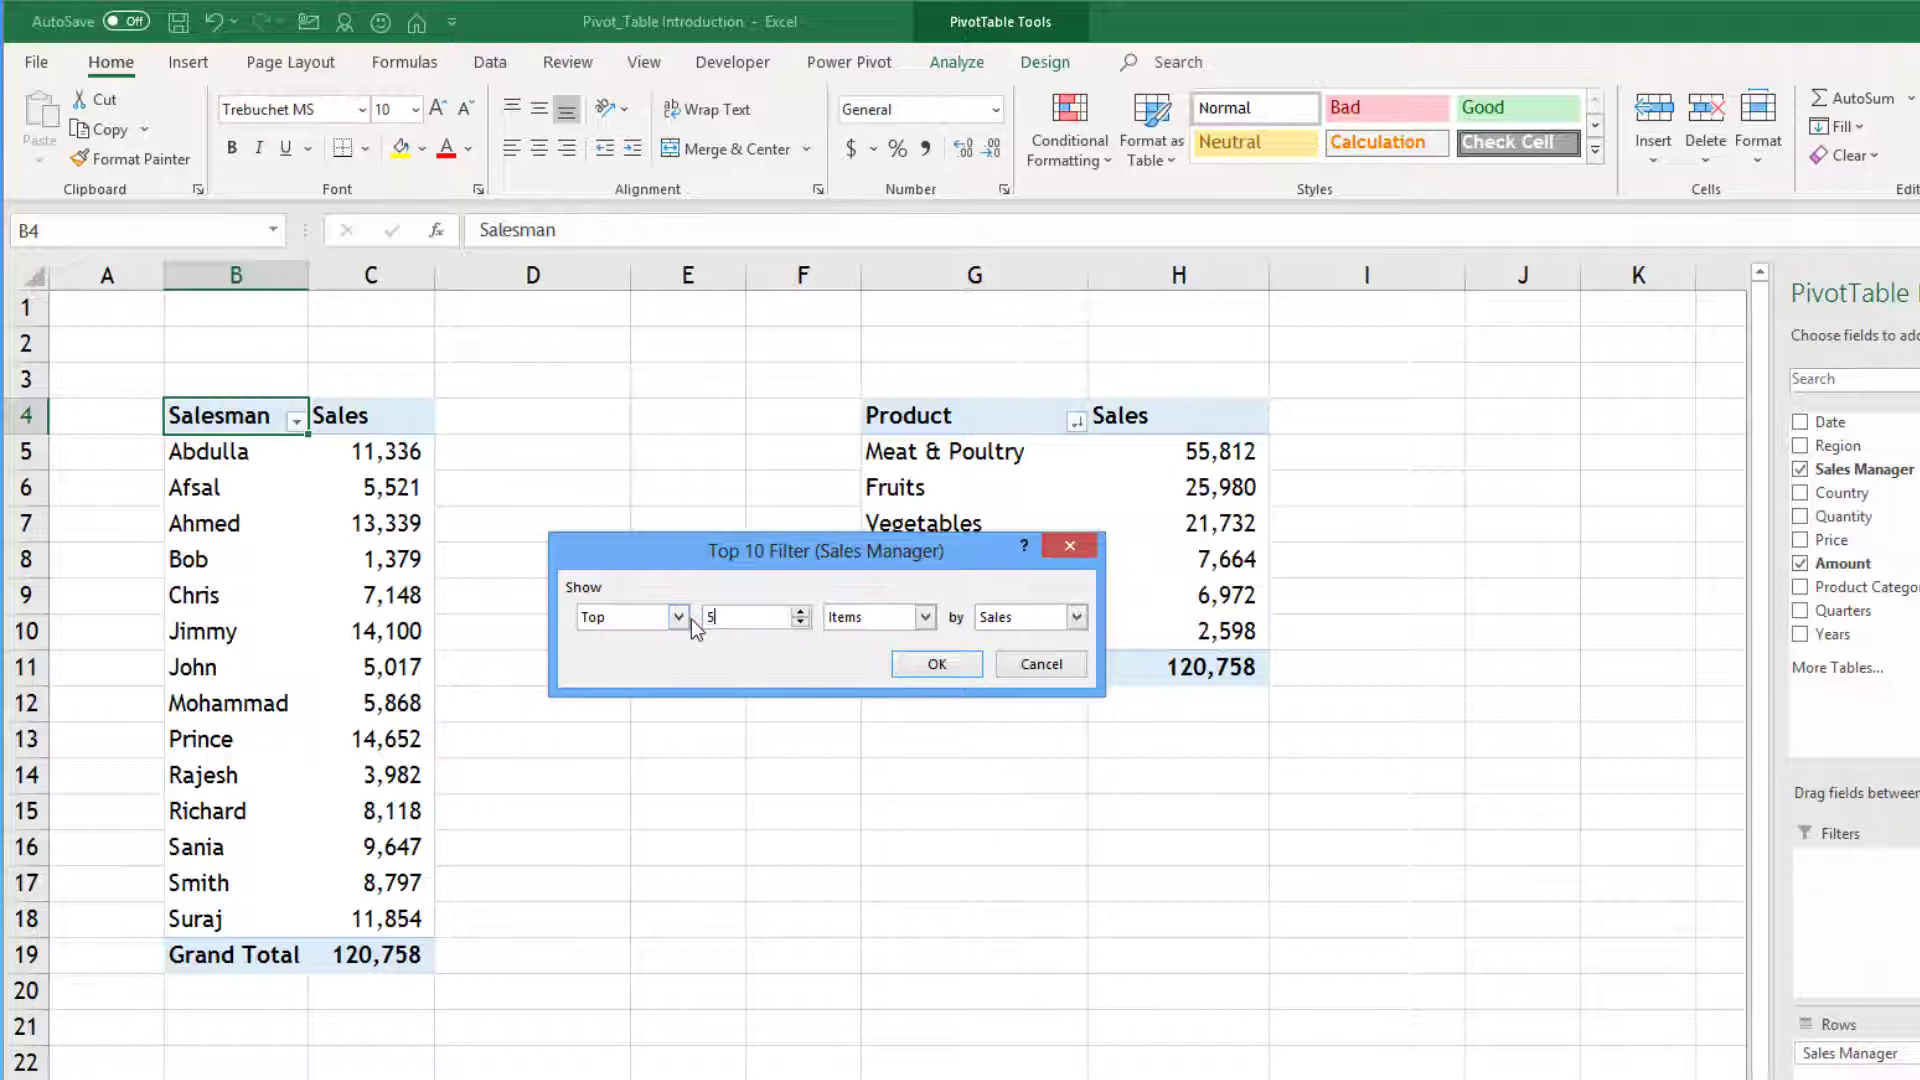 AutoSave Off Pivot_Table Introduction - Excel PivotTable Tools
File Home Insert Page Layout Formulas Data Review View Developer Power Pivot Analyze Design Search
Paste
Cut
Copy
Format Painter
Clipboard
Trebuchet MS 10 A A
B I U A
Font
Wrap Text
Merge & Center
Alignment
General
$ % ,
Number
Conditional Formatting
Format as Table
Normal Bad Good
Neutral Calculation Check Cell
Styles
Insert Delete Format
Cells
AutoSum
Fill
Clear
Edit
B4 fx Salesman
A B C D E F G H I J K
1
2
3
4 Salesman Sales Product Sales
5 Abdulla 11,336 Meat & Poultry 55,812
6 Afsal 5,521 Fruits 25,980
7 Ahmed 13,339 Vegetables 21,732
8 Bob 1,379 7,664
9 Chris 7,148 6,972
10 Jimmy 14,100 2,598
11 John 5,017 120,758
12 Mohammad 5,868
13 Prince 14,652
14 Rajesh 3,982
15 Richard 8,118
16 Sania 9,647
17 Smith 8,797
18 Suraj 11,854
19 Grand Total 120,758
20
21
22
Top 10 Filter (Sales Manager) ?
Show
Top 5 Items by Sales
OK Cancel
PivotTable
Choose fields to add
Search
Date
Region
Sales Manager
Country
Quantity
Price
Amount
Product Catego
Quarters
Years
More Tables...
Drag fields between
Filters
Rows
Sales Manager